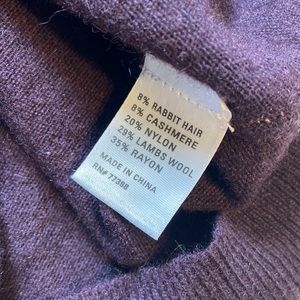 8% RABBIT HAIR
8% CASHMERE
20% NYLON
29% LAMBS WOOL
35% RAYON
MADE IN CHINA
RN# 77388